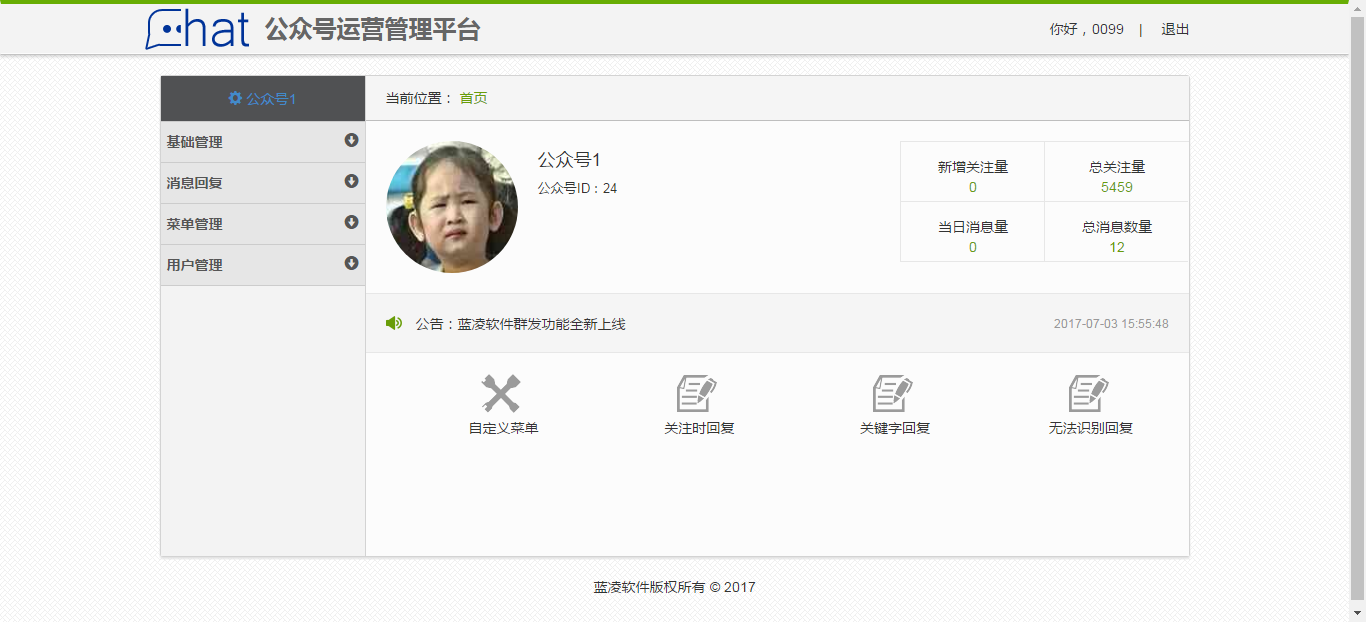 Chat 公众号运营管理平台
你好，0099 | 退出
公众号1
当前位置： 首页
基础管理
消息回复
菜单管理
用户管理
公众号1
公众号ID：24
新增关注量 总关注量
0 5459
当日消息量 总消息数量
0 12
公告：蓝凌软件群发功能全新上线 2017-07-03 15:55:48
自定义菜单 关注时回复 关键字回复 无法识别回复
蓝凌软件版权所有 © 2017